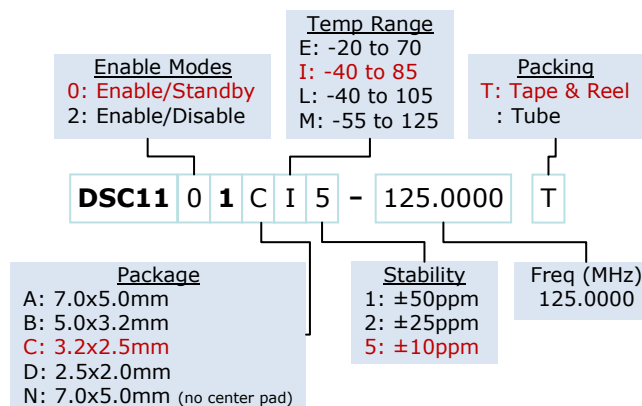 Temp Range
E: -20 to 70
I: -40 to 85
L: -40 to 105
M: -55 to 125
Enable Modes
0: Enable/Standby
2: Enable/Disable
Packing
T: Tape & Reel
: Tube
DSC11 0 1 C I 5 - 125.0000 T
Package
A: 7.0x5.0mm
B: 5.0x3.2mm
C: 3.2x2.5mm
D: 2.5x2.0mm
N: 7.0x5.0mm (no center pad)
Stability
1: ±50ppm
2: ±25ppm
5: ±10ppm
Freq (MHz)
125.0000